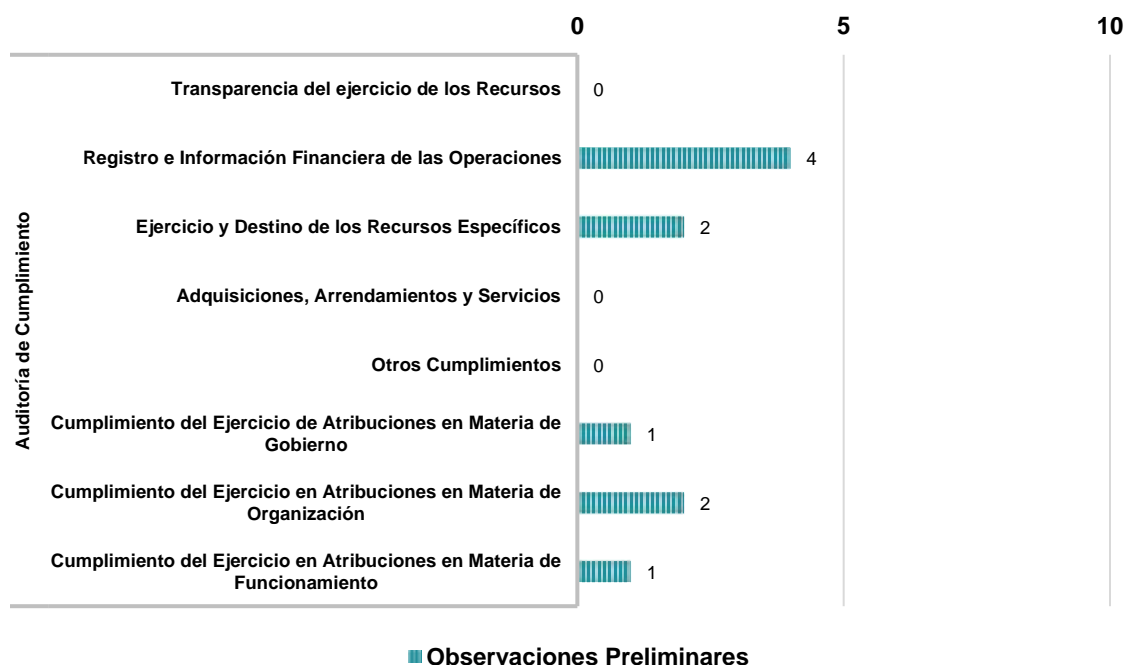 0 5 10
Auditoría de Cumplimiento
Transparencia del ejercicio de los Recursos 0
Registro e Información Financiera de las Operaciones 4
Ejercicio y Destino de los Recursos Específicos 2
Adquisiciones, Arrendamientos y Servicios 0
Otros Cumplimientos 0
Cumplimiento del Ejercicio de Atribuciones en Materia de
Gobierno 1
Cumplimiento del Ejercicio en Atribuciones en Materia de
Organización 2
Cumplimiento del Ejercicio en Atribuciones en Materia de
Funcionamiento 1
Observaciones Preliminares